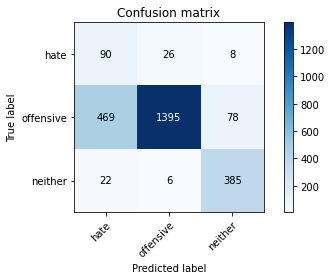 Confusion matrix
hate 90 26 8
offensive 469 1395 78
neither 22 6 385
hate offensive neither
True label
Predicted label
1200
1000
800
600
400
200